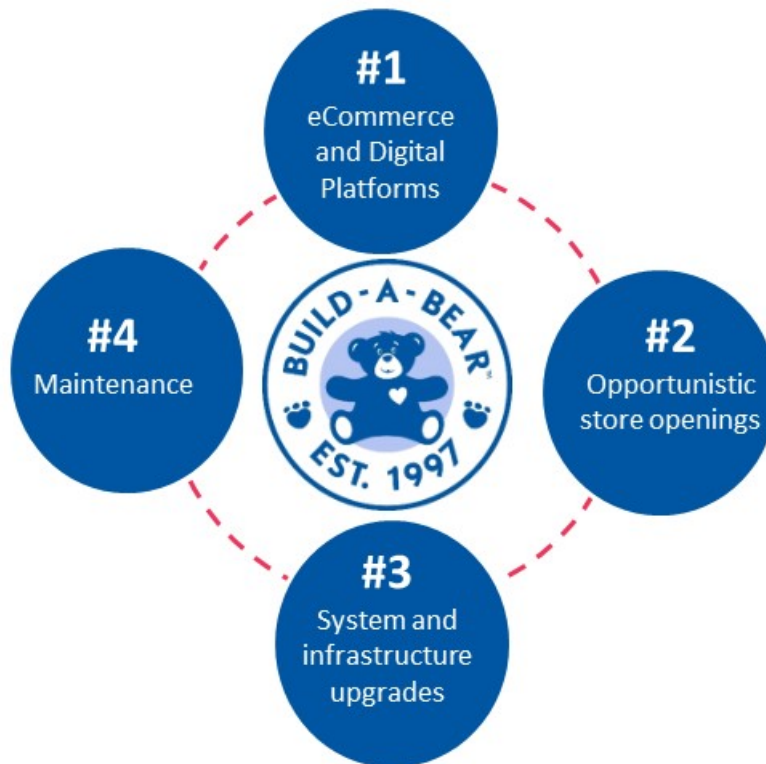 #1
eCommerce
and Digital
Platforms
#4
Maintenance
BUILD-A-BEAR™
EST. 1997
#2
Opportunistic
store openings
#3
System and
infrastructure
upgrades